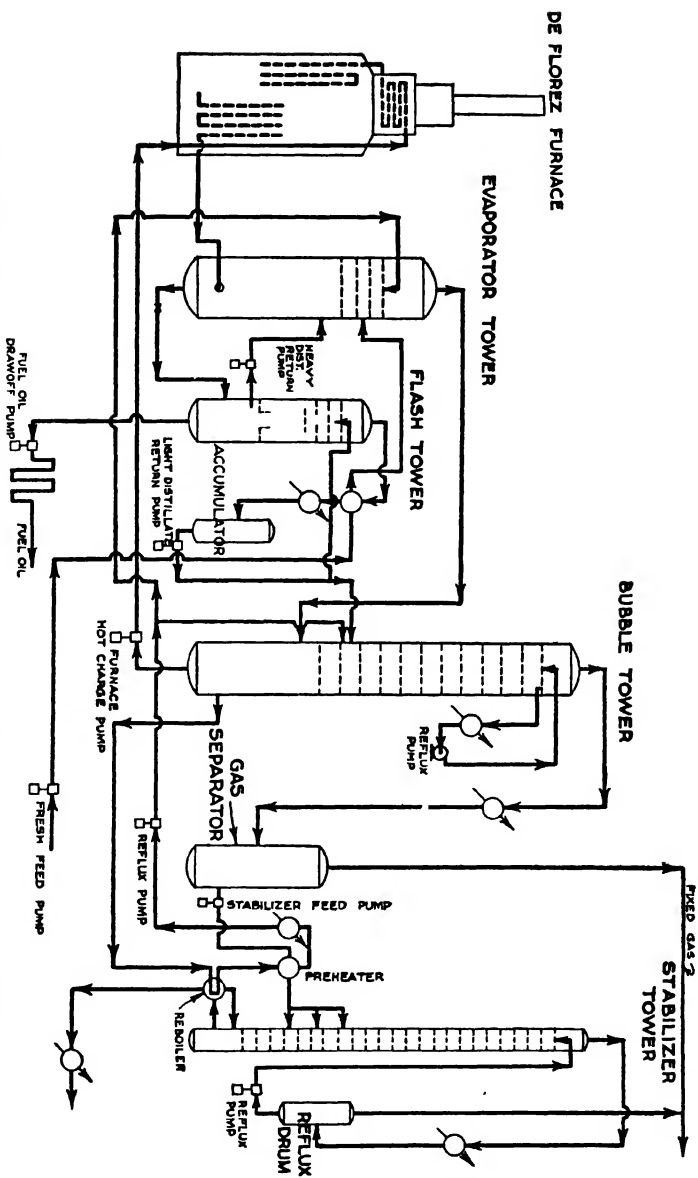 DE FLOREZ FURNACE
EVAPORATOR TOWER
FLASH TOWER
HEAVY
DIST.
RETURN
PUMP
ACCUMULATOR
LIGHT DISTILLATE
RETURN PUMP
FUEL OIL
DRAWOFF PUMP
FUEL OIL
BUBBLE TOWER
REFLUX
PUMP
FURNACE
HOT CHARGE PUMP
FRESH FEED PUMP
GAS
SEPARATOR
REFLUX PUMP
STABILIZER FEED PUMP
PREHEATER
REBOILER
FIXED GAS
STABILIZER
TOWER
REFLUX
DRUM
REFLUX
PUMP